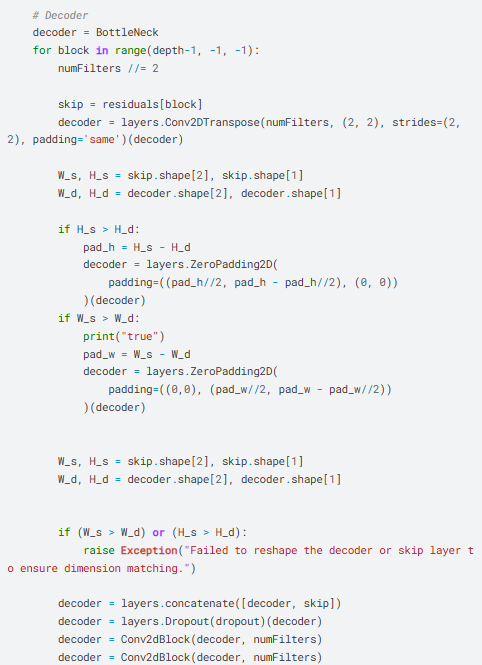 # Decoder
    decoder = BottleNeck
    for block in range(depth-1, -1, -1):
        numFilters //= 2

        skip = residuals[block]
        decoder = layers.Conv2DTranspose(numFilters, (2, 2), strides=(2,
2), padding='same')(decoder)

        W_s, H_s = skip.shape[2], skip.shape[1]
        W_d, H_d = decoder.shape[2], decoder.shape[1]

        if H_s > H_d:
            pad_h = H_s - H_d
            decoder = layers.ZeroPadding2D(
                padding=((pad_h//2, pad_h - pad_h//2), (0, 0))
            )(decoder)
        if W_s > W_d:
            print("true")
            pad_w = W_s - W_d
            decoder = layers.ZeroPadding2D(
                padding=((0,0), (pad_w//2, pad_w - pad_w//2))
            )(decoder)


        W_s, H_s = skip.shape[2], skip.shape[1]
        W_d, H_d = decoder.shape[2], decoder.shape[1]


        if (W_s > W_d) or (H_s > H_d):
            raise Exception("Failed to reshape the decoder or skip layer t
o ensure dimension matching.")

        decoder = layers.concatenate([decoder, skip])
        decoder = layers.Dropout(dropout)(decoder)
        decoder = Conv2dBlock(decoder, numFilters)
        decoder = Conv2dBlock(decoder, numFilters)